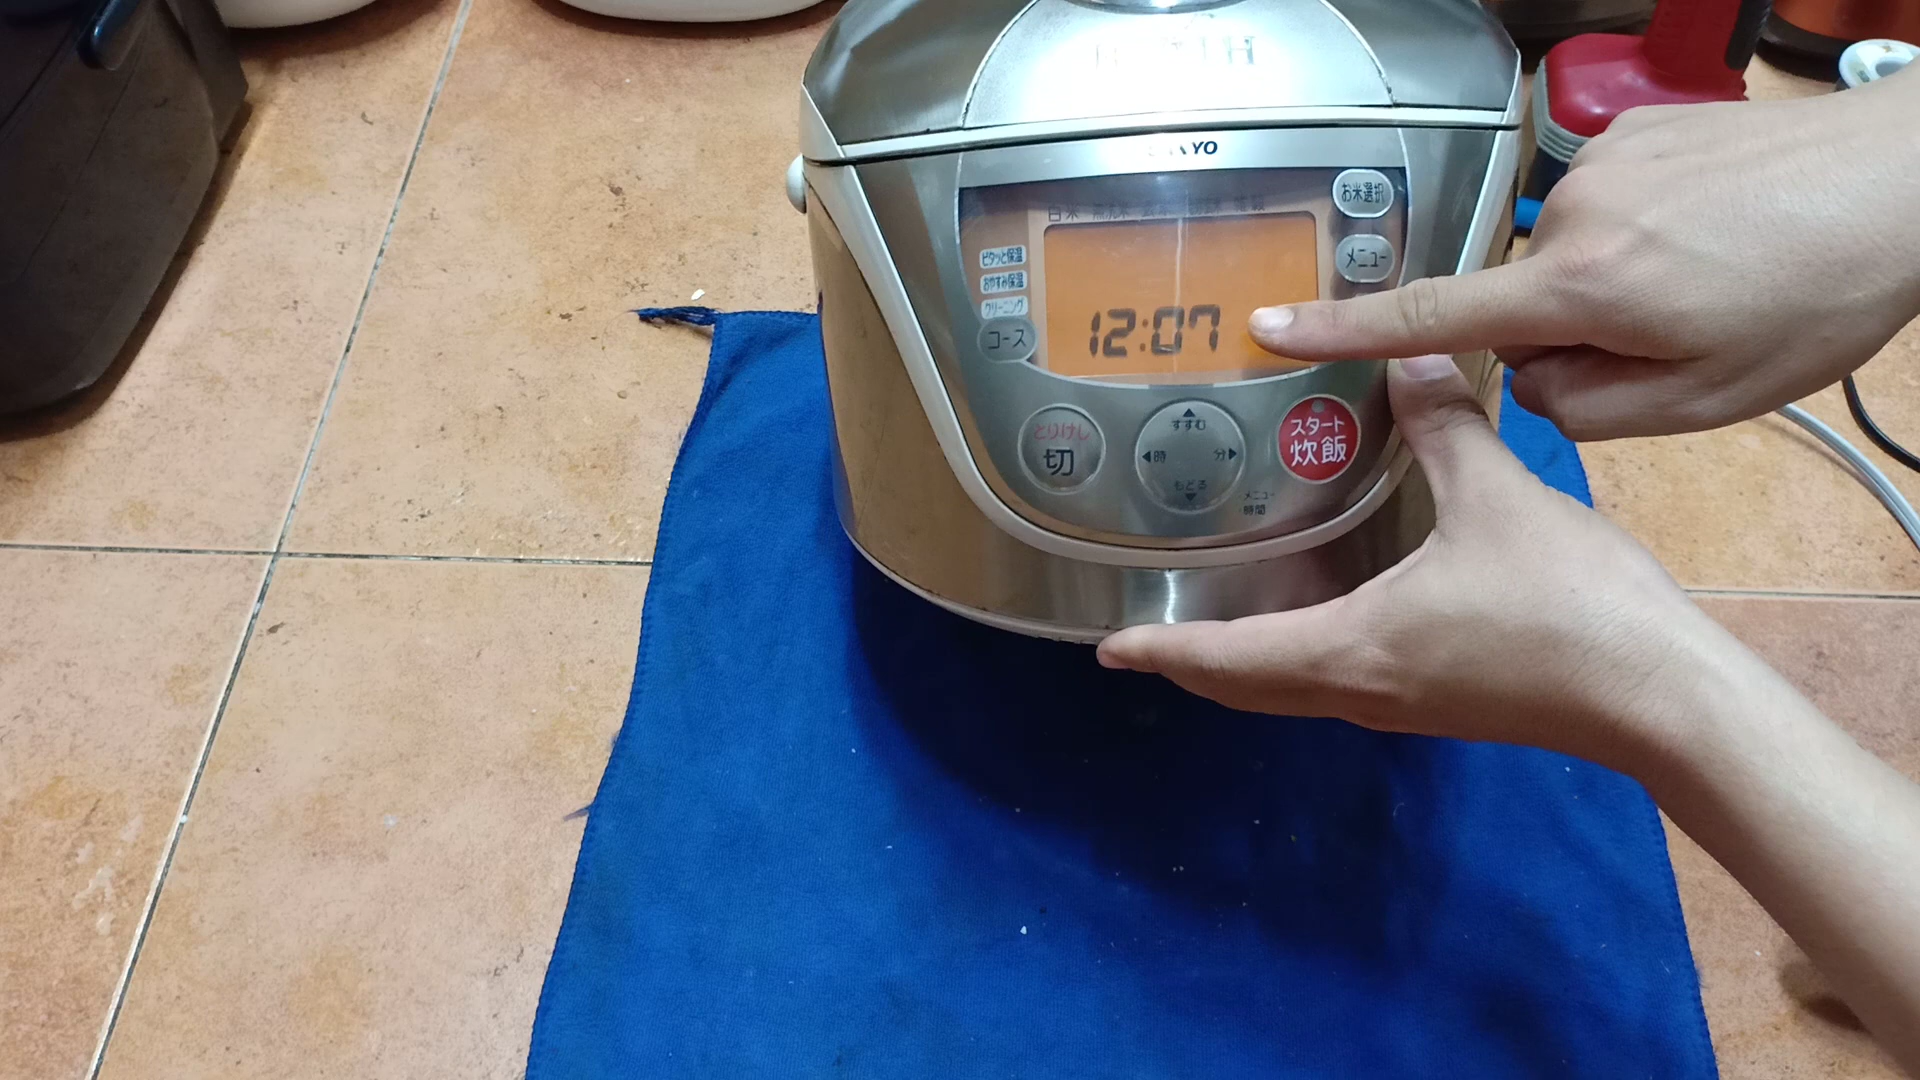 お米選択
メニュー
白米
ピタッと保温
おやすみ保温
クリーニング
コース
12:07
とりけし
切
すすむ
時
分
もどる
メニュー
時間
スタート
炊飯